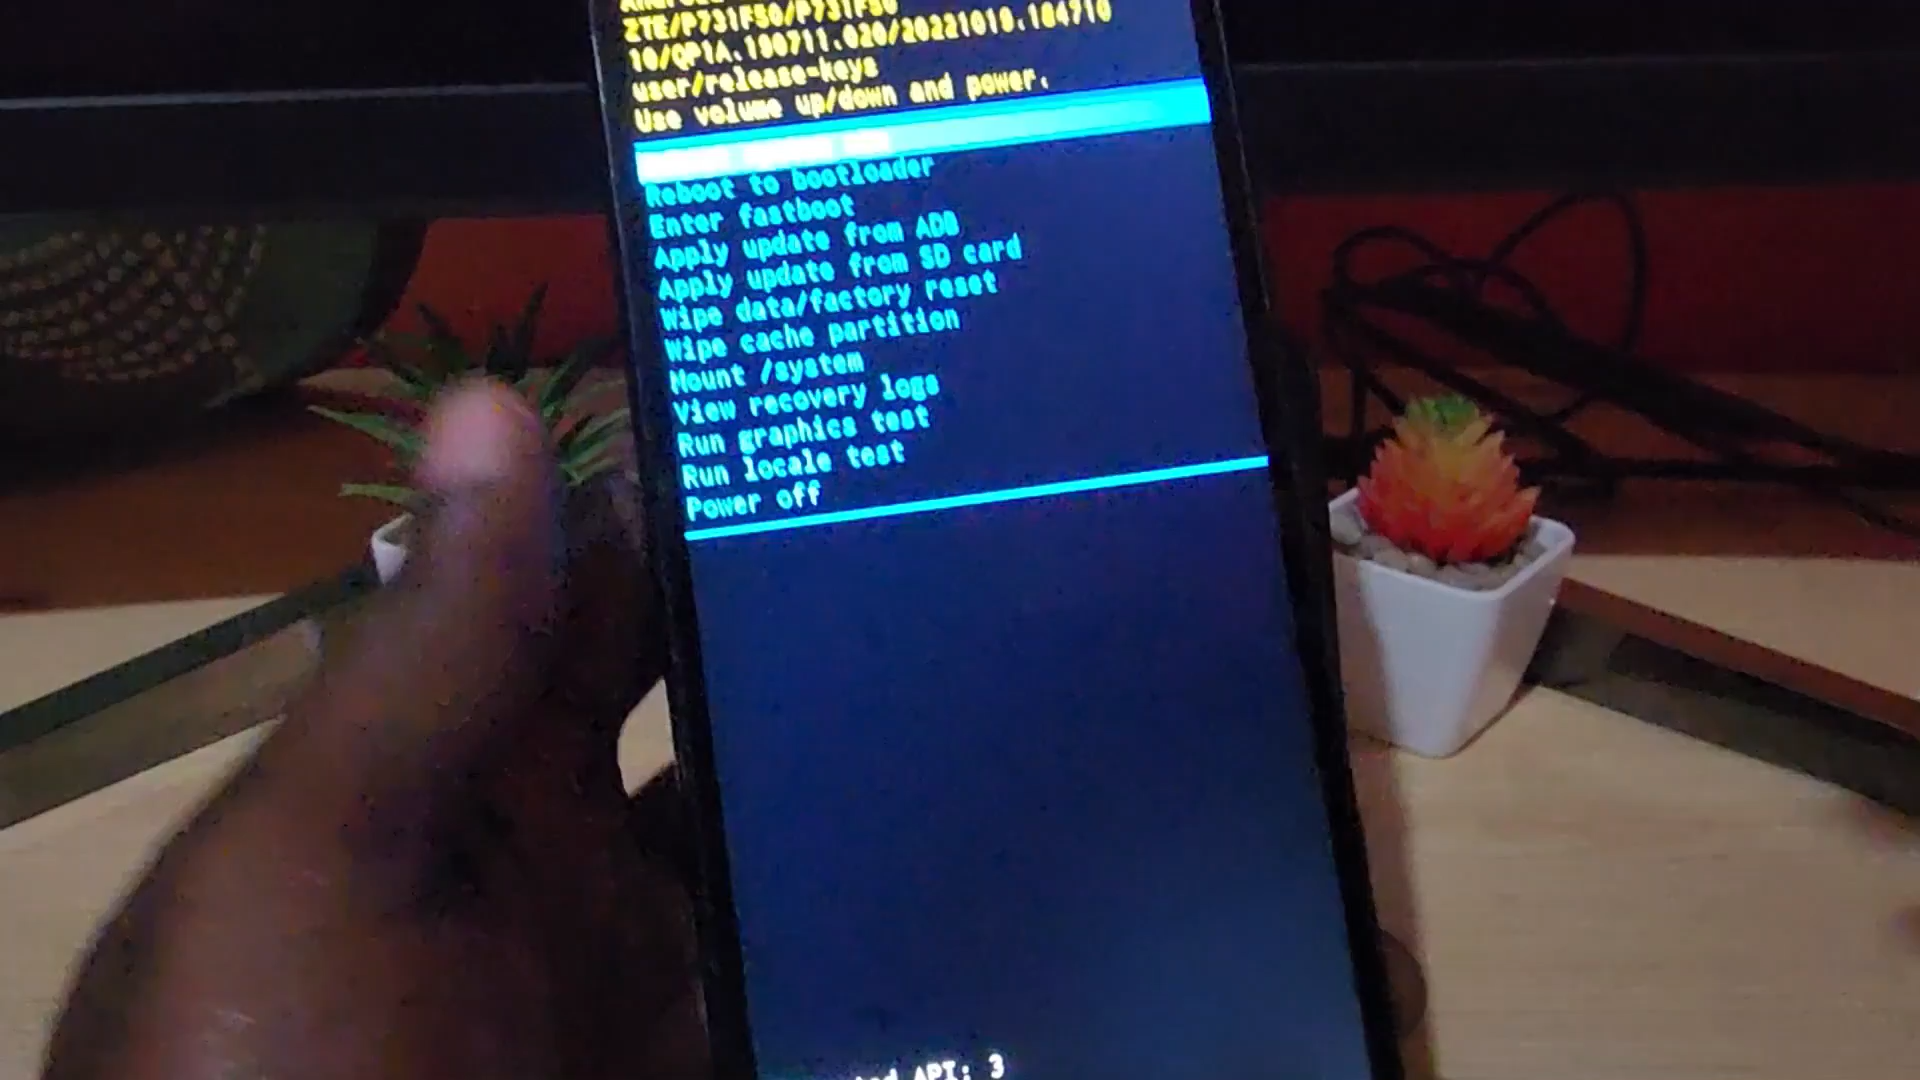 Android
ZTE/P731F50/P731F50
10/QP1A.190711.020/20221018.184710
user/release-keys
Use volume up/down and power.
Reboot to bootloader
Enter fastboot
Apply update from ADB
Apply update from SD card
Wipe data/factory reset
Wipe cache partition
Mount /system
View recovery logs
Run graphics test
Run locale test
Power off
API: 3